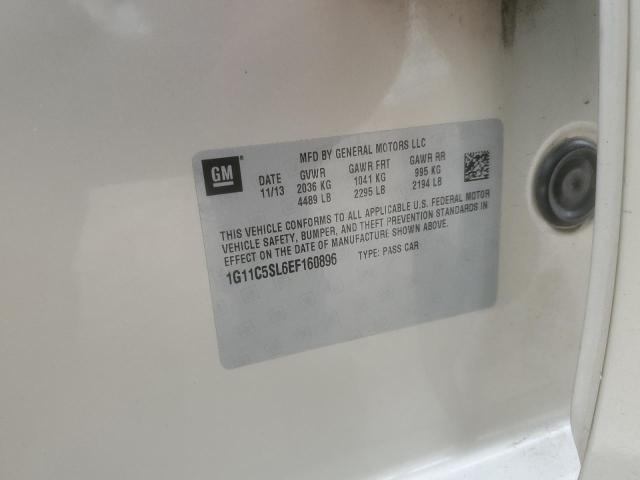 GM
MFD BY GENERAL MOTORS LLC
DATE GVWR GAWR FRT GAWR RR
11/13 2036 KG 1041 KG 995 KG
4489 LB 2295 LB 2194 LB
THIS VEHICLE CONFORMS TO ALL APPLICABLE U.S. FEDERAL MOTOR
VEHICLE SAFETY, BUMPER, AND THEFT PREVENTION STANDARDS IN
EFFECT ON THE DATE OF MANUFACTURE SHOWN ABOVE.
1G11C5SL6EF160896 TYPE: PASS CAR